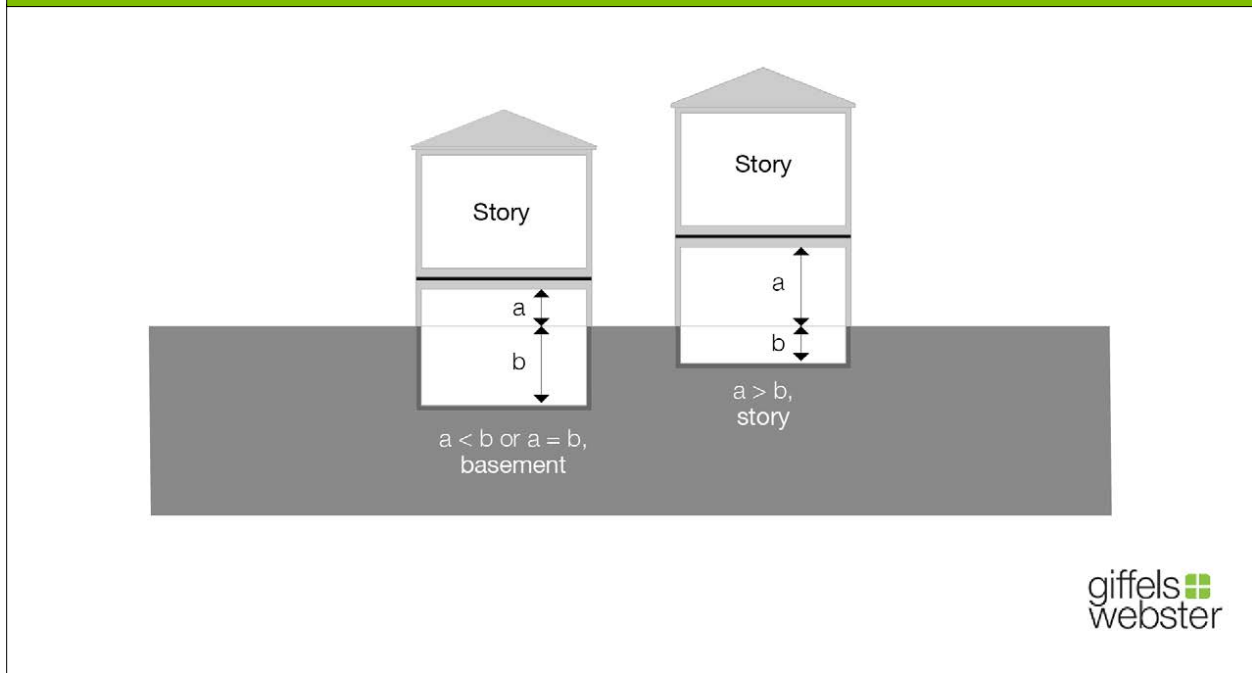 Story
a
b
a < b or a = b,
basement
Story
a
b
a > b,
story
giffels
webster